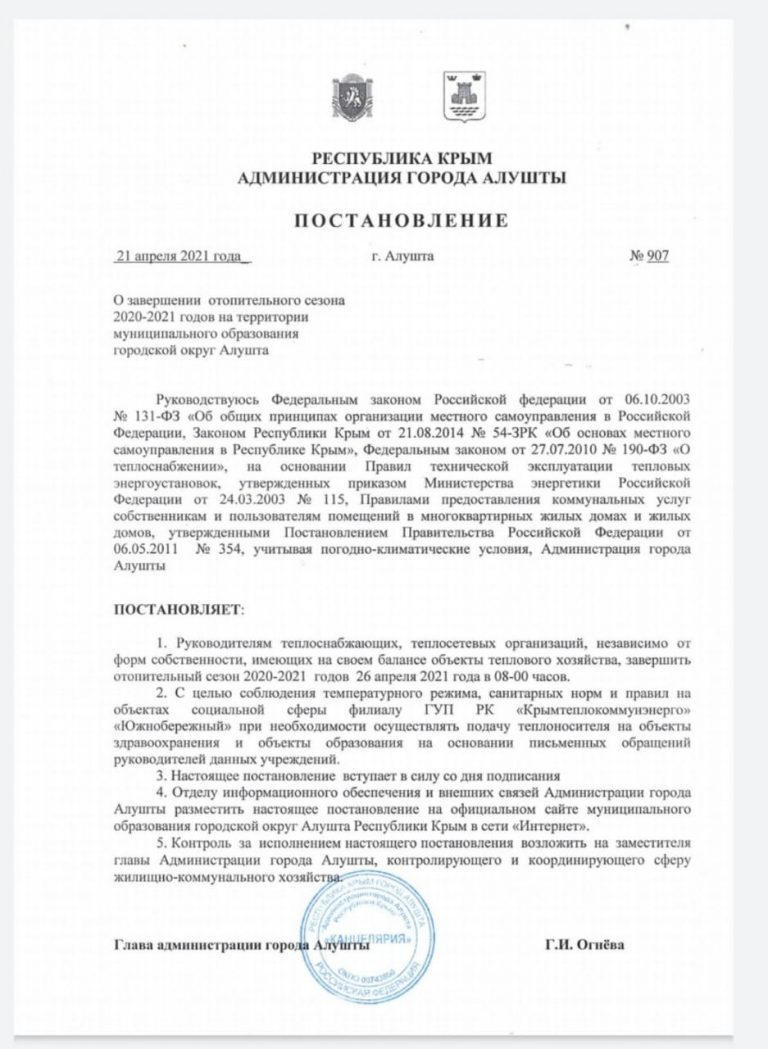 РЕСПУБЛИКА КРЫМ
АДМИНИСТРАЦИЯ ГОРОДА АЛУШТЫ
ПОСТАНОВЛЕНИЕ
21 апреля 2021 года_ г. Алушта № 907
О завершении отопительного сезона
2020-2021 годов на территории
муниципального образования
городской округ Алушта
Руководствуюсь Федеральным законом Российской федерации от 06.10.2003
№ 131-ФЗ «Об общих принципах организации местного самоуправления в Российской
Федерации, Законом Республики Крым от 21.08.2014 № 54-ЗРК «Об основах местного
самоуправления в Республике Крым», Федеральным законом от 27.07.2010 № 190-ФЗ «О
теплоснабжении», на основании Правил технической эксплуатации тепловых
энергоустановок, утвержденных приказом Министерства энергетики Российской
Федерации от 24.03.2003 № 115, Правилами предоставления коммунальных услуг
собственникам и пользователям помещений в многоквартирных жилых домах и жилых
домов, утвержденными Постановлением Правительства Российской Федерации от
06.05.2011 № 354, учитывая погодно-климатические условия, Администрация города
Алушты
ПОСТАНОВЛЯЕТ:
1. Руководителям теплоснабжающих, теплосетевых организаций, независимо от
форм собственности, имеющих на своем балансе объекты теплового хозяйства, завершить
отопительный сезон 2020-2021 годов 26 апреля 2021 года в 08-00 часов.
2. С целью соблюдения температурного режима, санитарных норм и правил на
объектах социальной сферы филиалу ГУП РК «Крымтеплокоммунэнерго»
«Южнобережный» при необходимости осуществлять подачу теплоносителя на объекты
здравоохранения и объекты образования на основании письменных обращений
руководителей данных учреждений.
3. Настоящее постановление вступает в силу со дня подписания
4. Отделу информационного обеспечения и внешних связей Администрации города
Алушты разместить настоящее постановление на официальном сайте муниципального
образования городской округ Алушта Республики Крым в сети «Интернет».
5. Контроль за исполнением настоящего постановления возложить на заместителя
главы Администрации города Алушты, контролирующего и координирующего сферу
жилищно-коммунального хозяйства.
Глава администрации города Алушты Г.И. Огнёва
РЕСПУБЛИКА КРЫМ ГОРОД АЛУШТА
Администрация города Алушта
Республики Крым
«КАНЦЕЛЯРИЯ»
ОКПО
РОССИЙСКАЯ ФЕДЕРАЦИЯ